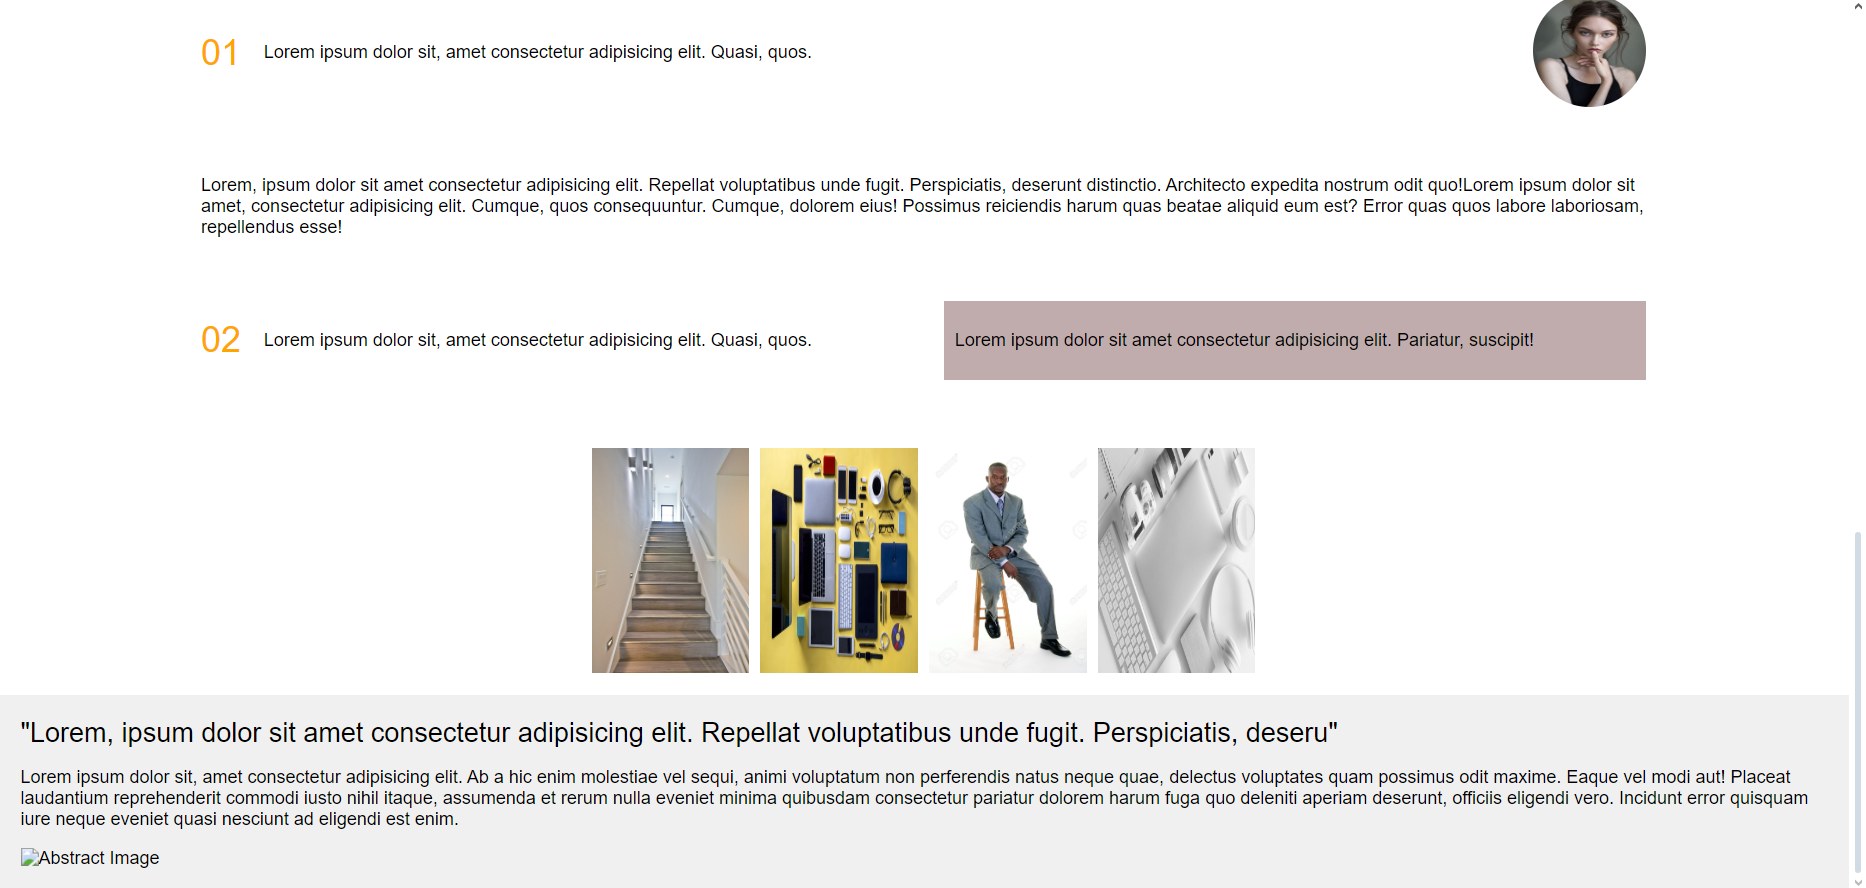 01 Lorem ipsum dolor sit, amet consectetur adipisicing elit. Quasi, quos.
Lorem, ipsum dolor sit amet consectetur adipisicing elit. Repellat voluptatibus unde fugit. Perspiciatis, deserunt distinctio. Architecto expedita nostrum odit quo!Lorem ipsum dolor sit
amet, consectetur adipisicing elit. Cumque, quos consequuntur. Cumque, dolorem eius! Possimus reiciendis harum quas beatae aliquid eum est? Error quas quos labore laboriosam,
repellendus esse!
02 Lorem ipsum dolor sit, amet consectetur adipisicing elit. Quasi, quos.
Lorem ipsum dolor sit amet consectetur adipisicing elit. Pariatur, suscipit!
"Lorem, ipsum dolor sit amet consectetur adipisicing elit. Repellat voluptatibus unde fugit. Perspiciatis, deseru"
Lorem ipsum dolor sit, amet consectetur adipisicing elit. Ab a hic enim molestiae vel sequi, animi voluptatum non perferendis natus neque quae, delectus voluptates quam possimus odit maxime. Eaque vel modi aut! Placeat
laudantium reprehenderit commodi iusto nihil itaque, assumenda et rerum nulla eveniet minima quibusdam consectetur pariatur dolorem harum fuga quo deleniti aperiam deserunt, officiis eligendi vero. Incidunt error quisquam
iure neque eveniet quasi nesciunt ad eligendi est enim.
Abstract Image